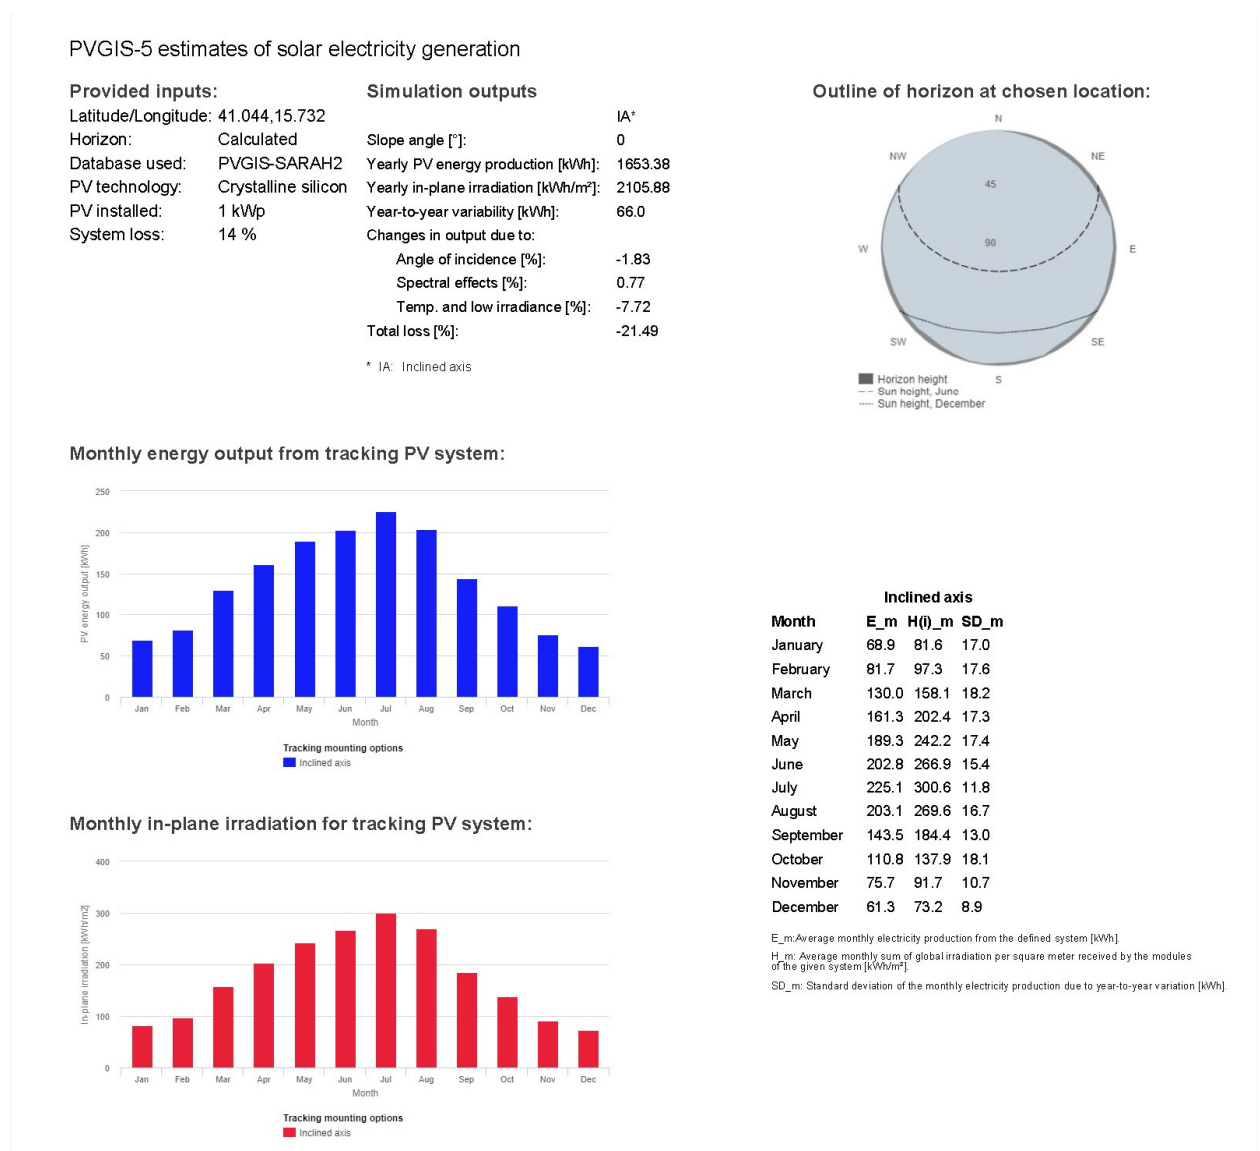 PVGIS-5 estimates of solar electricity generation
Provided inputs:
Latitude/Longitude: 41.044,15.732
Horizon: Calculated
Database used: PVGIS-SARAH2
PV technology: Crystalline silicon
PV installed: 1 kWp
System loss: 14 %
Simulation outputs
IA*
Slope angle [°]: 0
Yearly PV energy production [kWh]: 1653.38
Yearly in-plane irradiation [kWh/m²]: 2105.88
Year-to-year variability [kWh]: 66.0
Changes in output due to:
Angle of incidence [%]: -1.83
Spectral effects [%]: 0.77
Temp. and low irradiance [%]: -7.72
Total loss [%]: -21.49
* IA: Inclined axis
Outline of horizon at chosen location:
N
NW NE
45
W 90 E
SW SE
S
Horizon height
Sun height, June
Sun height, December
Monthly energy output from tracking PV system:
250
200
150
100
50
0
PV energy output [kWh]
Jan Feb Mar Apr May Jun Jul Aug Sep Oct Nov Dec
Month
Tracking mounting options
Inclined axis
Monthly in-plane irradiation for tracking PV system:
400
300
200
100
0
In-plane irradiation [kWh/m2]
Jan Feb Mar Apr May Jun Jul Aug Sep Oct Nov Dec
Month
Tracking mounting options
Inclined axis
Inclined axis
Month E_m H(i)_m SD_m
January 68.9 81.6 17.0
February 81.7 97.3 17.6
March 130.0 158.1 18.2
April 161.3 202.4 17.3
May 189.3 242.2 17.4
June 202.8 266.9 15.4
July 225.1 300.6 11.8
August 203.1 269.6 16.7
September 143.5 184.4 13.0
October 110.8 137.9 18.1
November 75.7 91.7 10.7
December 61.3 73.2 8.9
E_m:Average monthly electricity production from the defined system [kWh].
H_m: Average monthly sum of global irradiation per square meter received by the modules
of the given system [kWh/m²].
SD_m: Standard deviation of the monthly electricity production due to year-to-year variation [kWh].